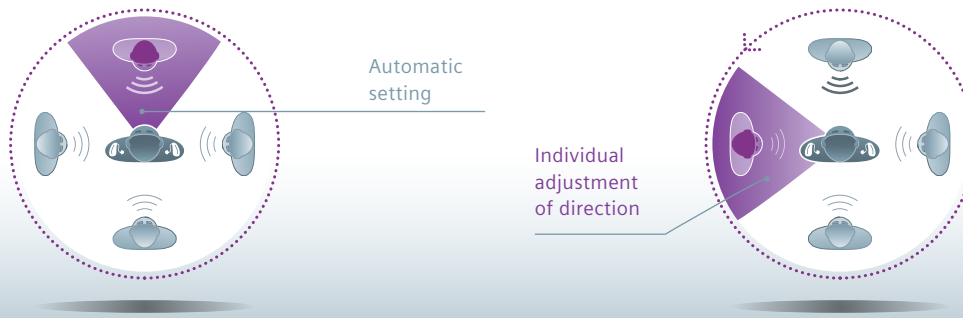 Automatic
setting
Individual
adjustment
of direction